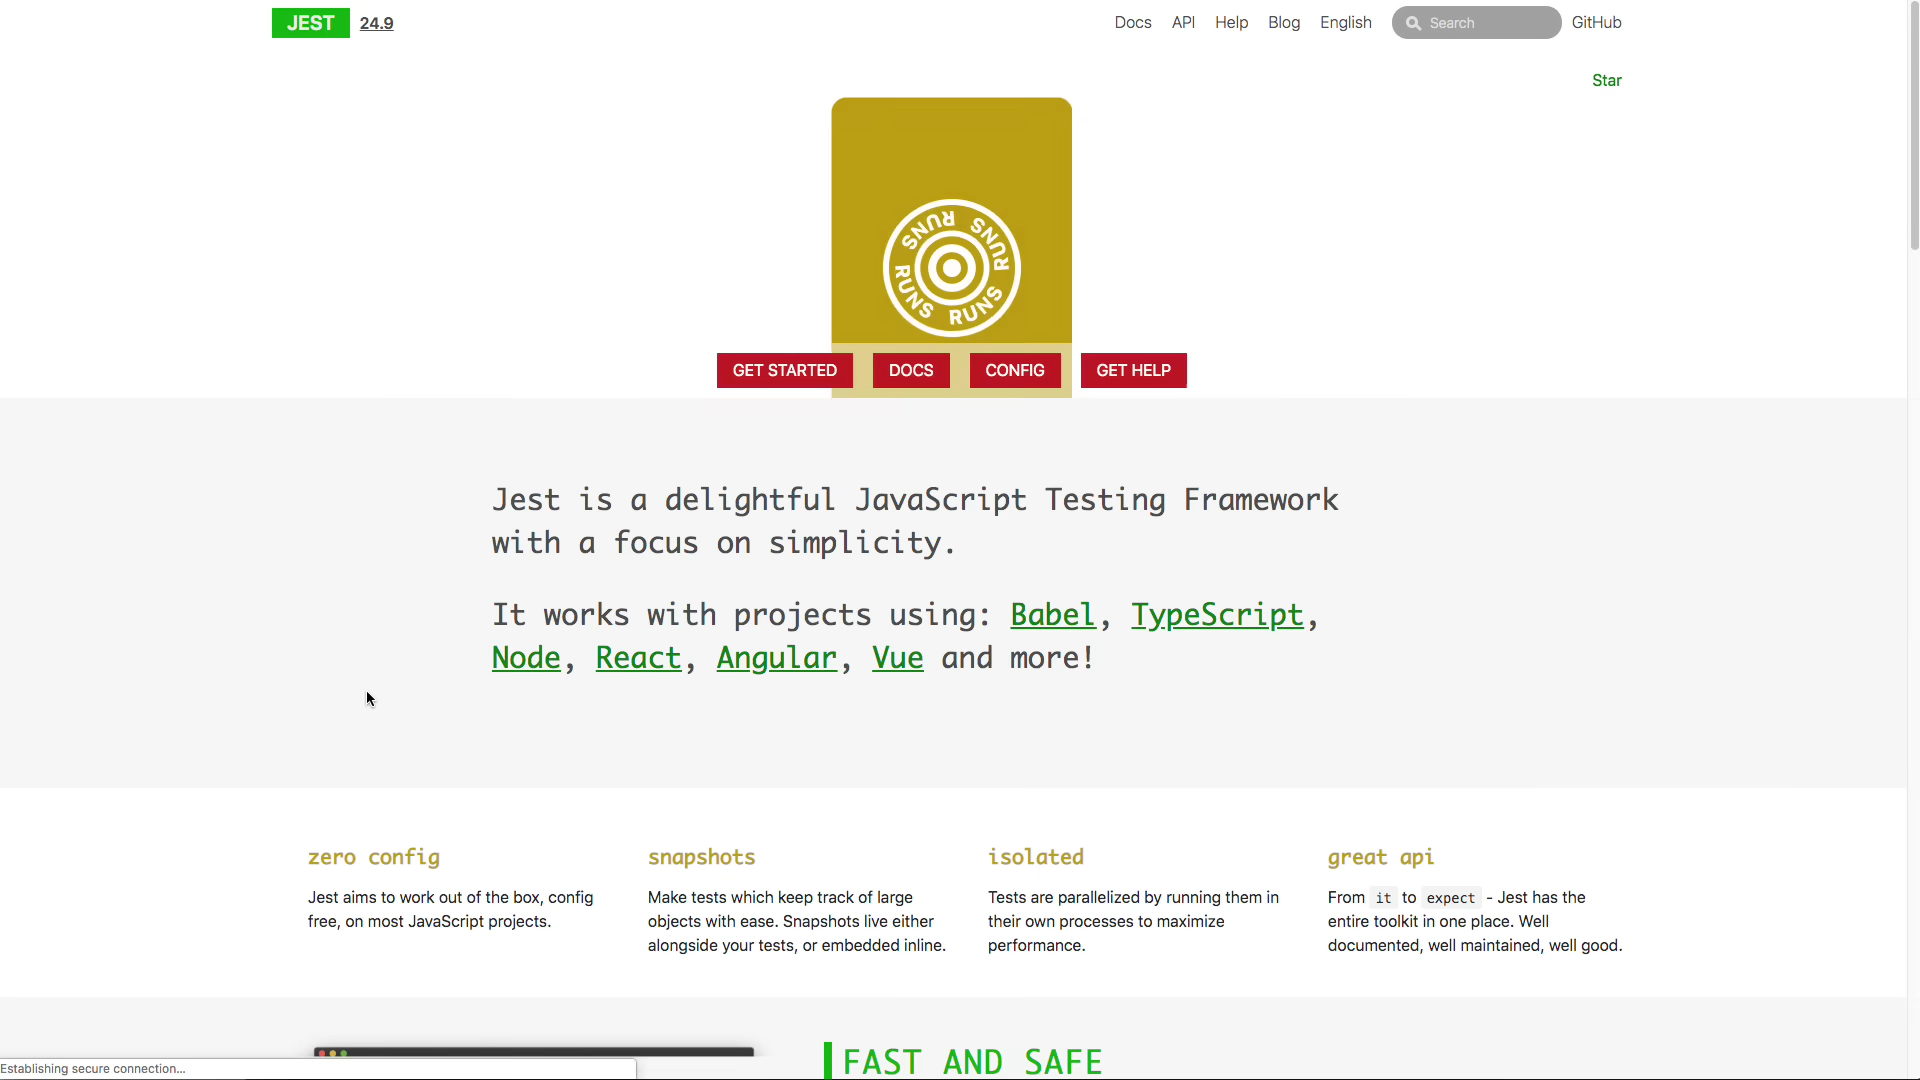 JEST 24.9 Docs API Help Blog English Search GitHub
Star
RUNS RUNS RUNS RUNS
GET STARTED DOCS CONFIG GET HELP
Jest is a delightful JavaScript Testing Framework
with a focus on simplicity.
It works with projects using: Babel, TypeScript,
Node, React, Angular, Vue and more!
zero config
Jest aims to work out of the box, config
free, on most JavaScript projects.
snapshots
Make tests which keep track of large
objects with ease. Snapshots live either
alongside your tests, or embedded inline.
isolated
Tests are parallelized by running them in
their own processes to maximize
performance.
great api
From it to expect - Jest has the
entire toolkit in one place. Well
documented, well maintained, well good.
FAST AND SAFE
Establishing secure connection...